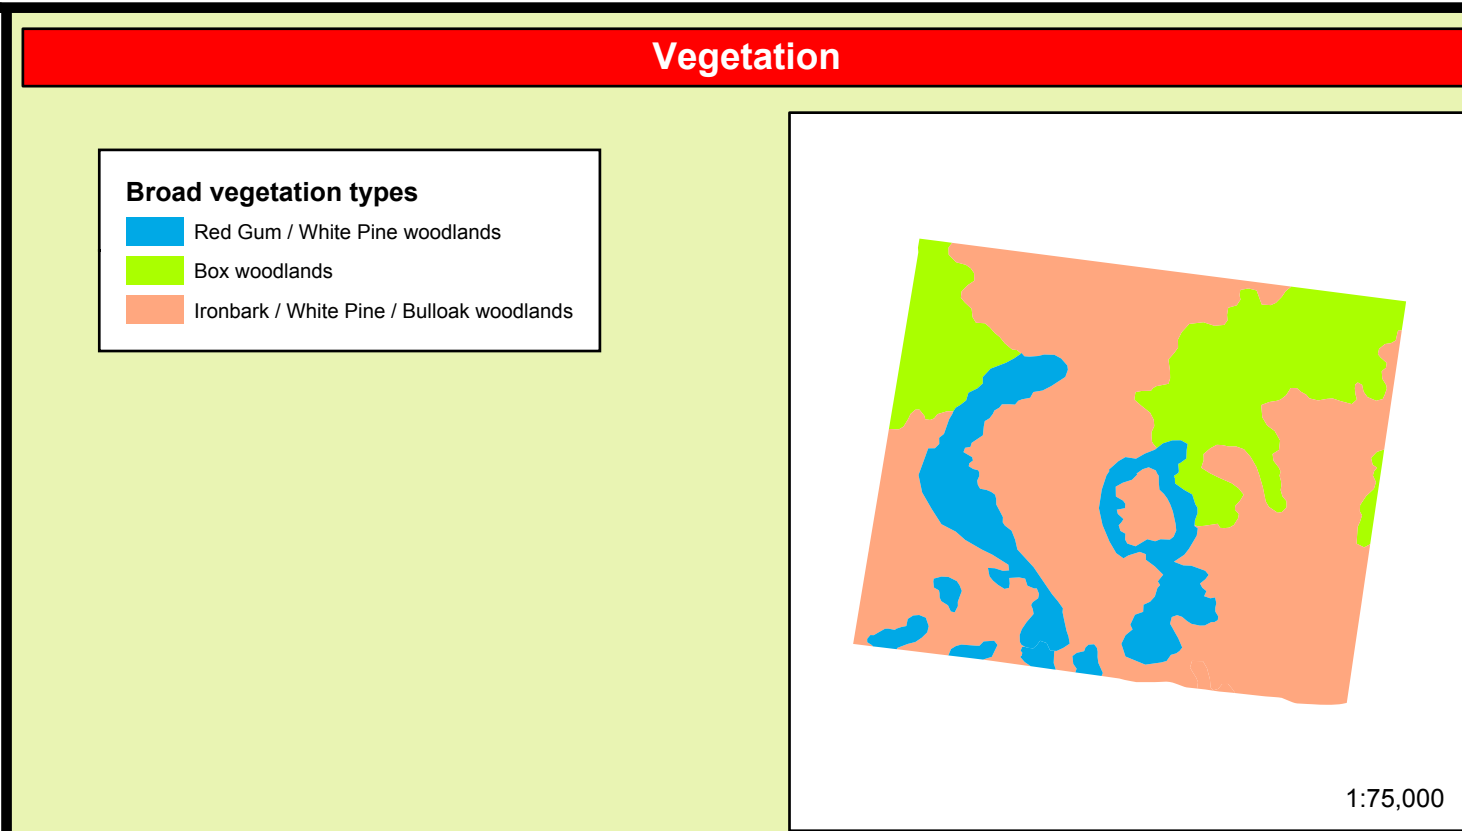 Vegetation
Broad vegetation types
Red Gum / White Pine woodlands
Box woodlands
Ironbark / White Pine / Bulloak woodlands
1:75,000